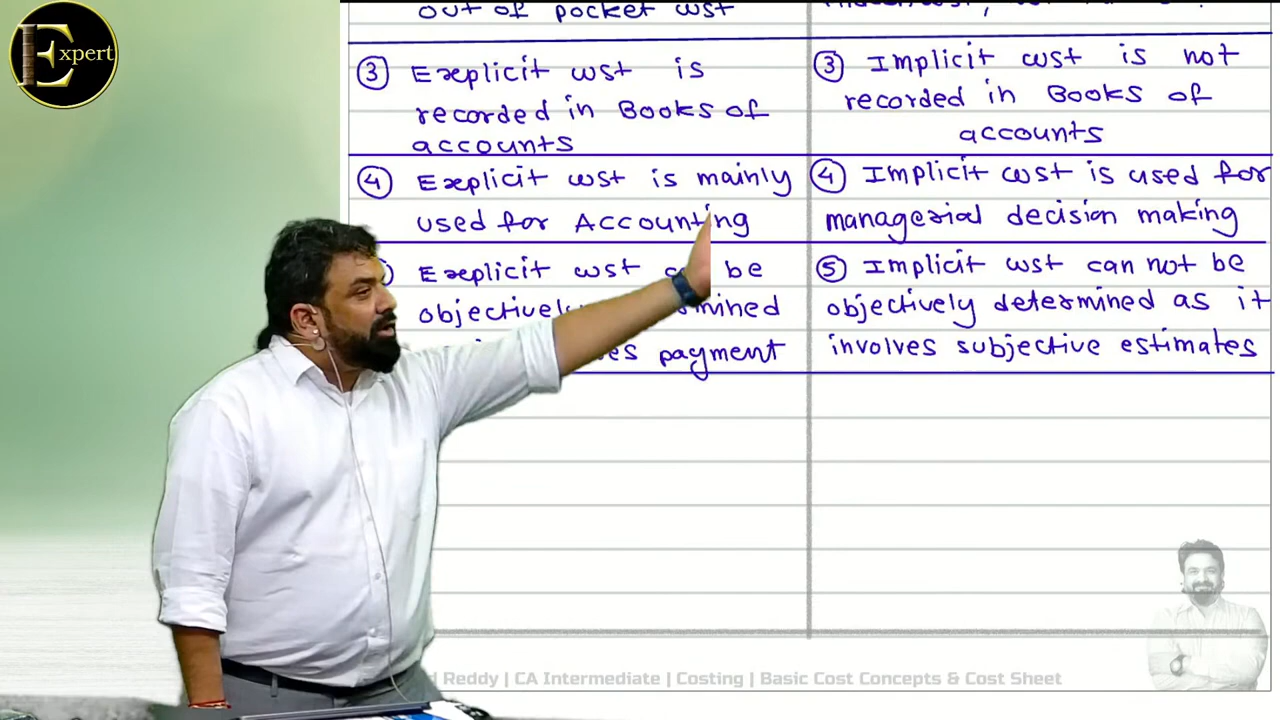 Expert
out of pocket cost
③ Explicit cost is
recorded in Books of
accounts
④ Explicit cost is mainly
used for Accounting
Explicit cost be
objectively
payment
③ Implicit cost is not
recorded in Books of
accounts
④ Implicit cost is used for
managerial decision making
⑤ Implicit cost can not be
objectively determined as it
involves subjective estimates
Reddy | CA Intermediate | Costing | Basic Cost Concepts & Cost Sheet